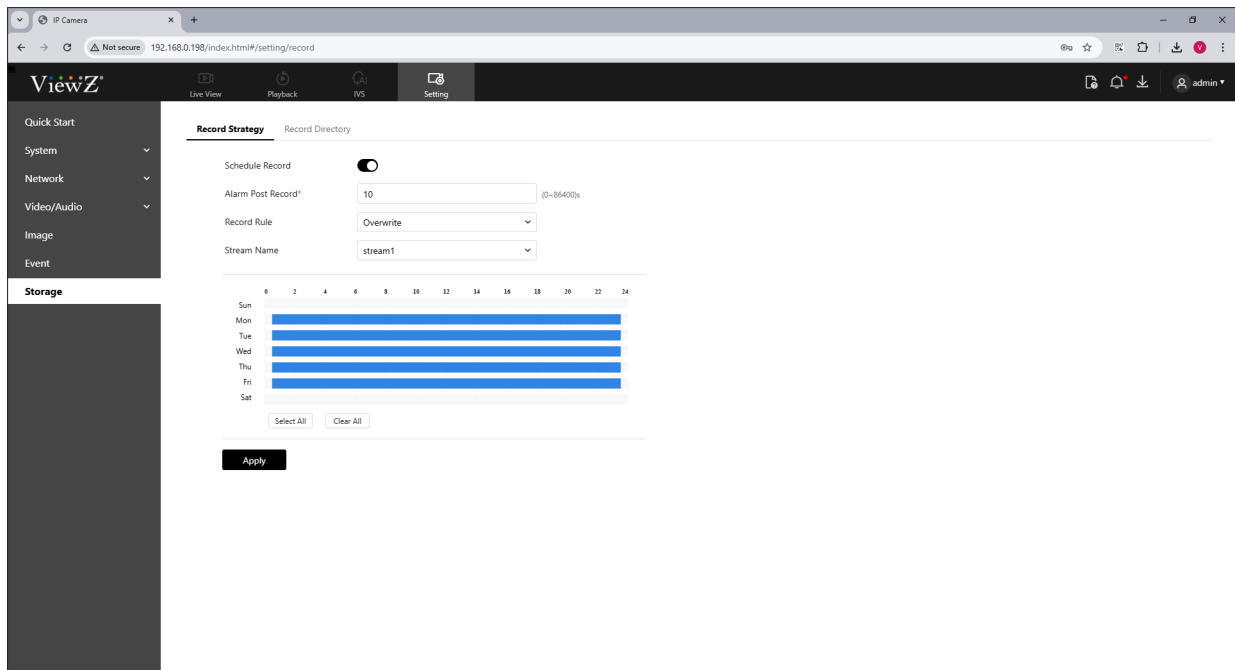 IP Camera
Not secure 192.168.0.198/index.html#/setting/record
ViewZ
Live View
Playback
IVS
Setting
admin
Quick Start
System
Network
Video/Audio
Image
Event
Storage
Record Strategy Record Directory
Schedule Record
Alarm Post Record* 10 (0~86400)s
Record Rule Overwrite
Stream Name stream1
0 2 4 6 8 10 12 14 16 18 20 22 24
Sun
Mon
Tue
Wed
Thu
Fri
Sat
Select All Clear All
Apply